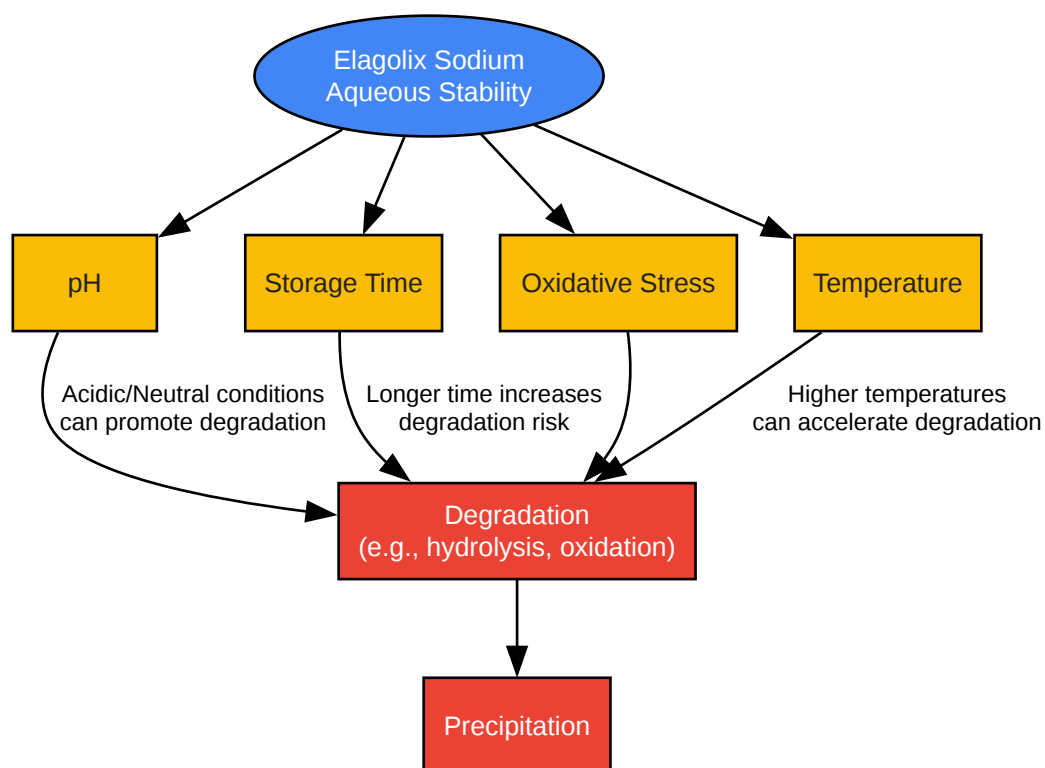 Elagolix Sodium
Aqueous Stability
pH
Storage Time
Oxidative Stress
Temperature
Acidic/Neutral conditions
can promote degradation
Longer time increases
degradation risk
Higher temperatures
can accelerate degradation
Degradation
(e.g., hydrolysis, oxidation)
Precipitation